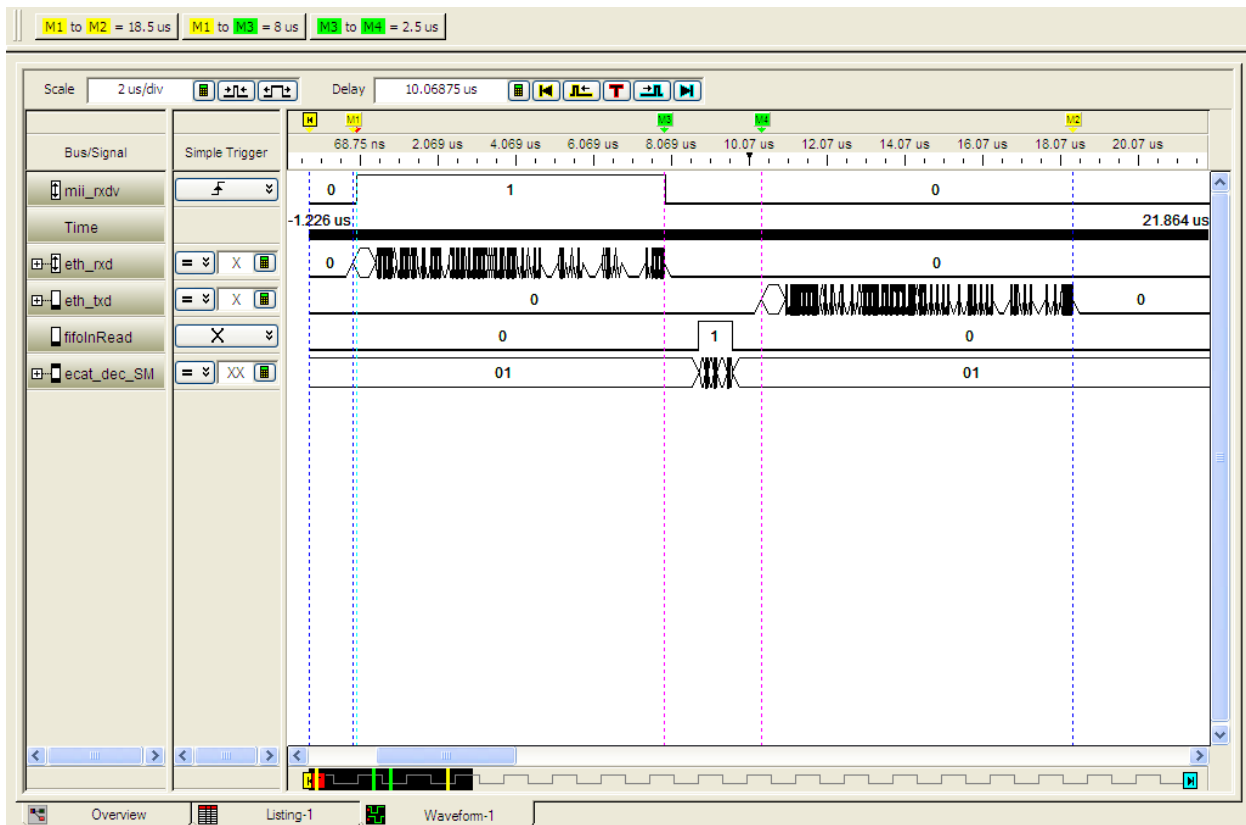 M1 to M2 = 18.5 us M1 to M3 = 8 us M3 to M4 = 2.5 us
Scale 2 us/div Delay 10.06875 us T
M1 M3 M4 M2
Bus/Signal Simple Trigger 68.75 ns 2.069 us 4.069 us 6.069 us 8.069 us 10.07 us 12.07 us 14.07 us 16.07 us 18.07 us 20.07 us
mii_rxdv 0 1 0
Time -1.226 us 21.864 us
eth_rxd = X 0 0
eth_txd = X 0 0
fifoInRead X 0 1 0
ecat_dec_SM = XX 01 01
Overview Listing-1 Waveform-1